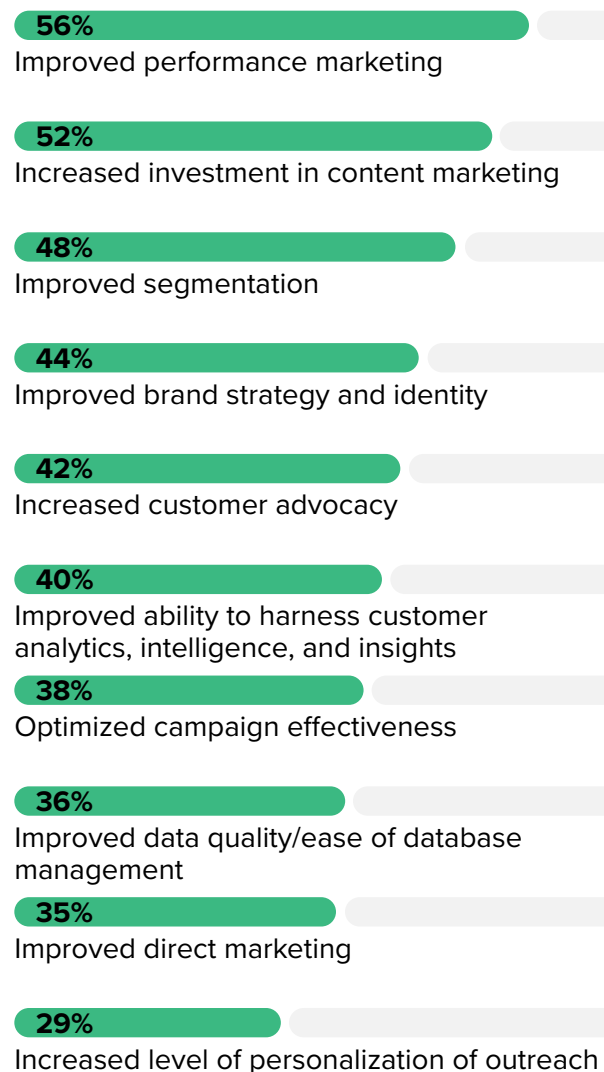 56%
Improved performance marketing
52%
Increased investment in content marketing
48%
Improved segmentation
44%
Improved brand strategy and identity
42%
Increased customer advocacy
40%
Improved ability to harness customer
analytics, intelligence, and insights
38%
Optimized campaign effectiveness
36%
Improved data quality/ease of database
management
35%
Improved direct marketing
29%
Increased level of personalization of outreach